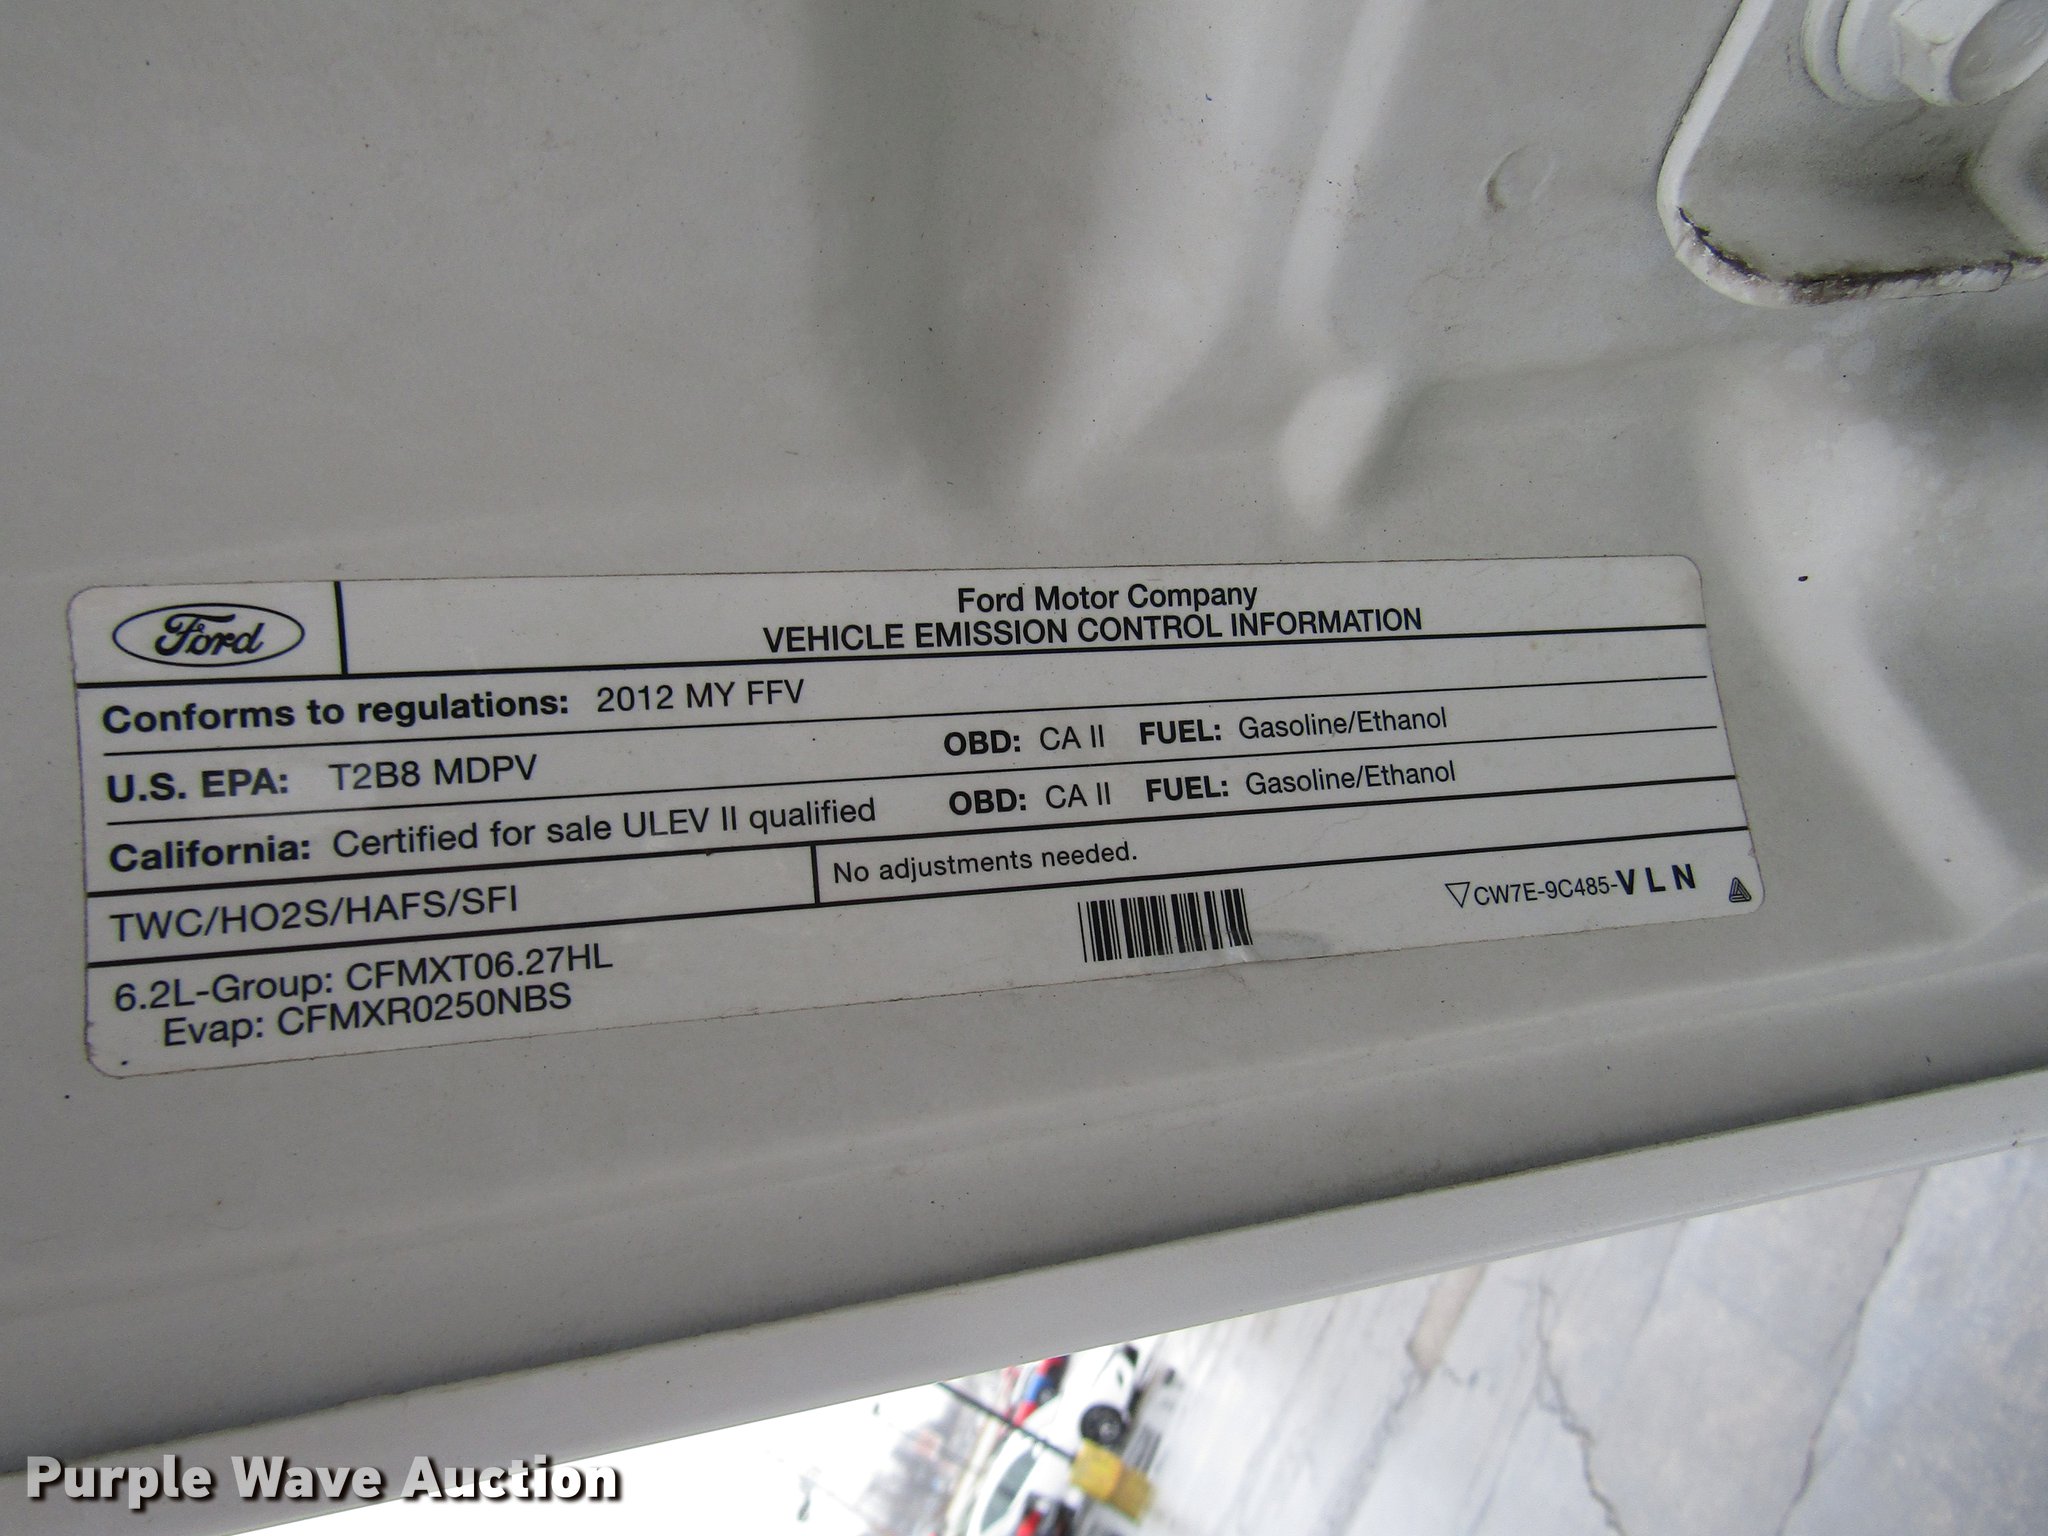 Ford
Ford Motor Company
VEHICLE EMISSION CONTROL INFORMATION
Conforms to regulations: 2012 MY FFV
U.S. EPA: T2B8 MDPV OBD: CA II FUEL: Gasoline/Ethanol
California: Certified for sale ULEV II qualified OBD: CA II FUEL: Gasoline/Ethanol
TWC/HO2S/HAFS/SFI No adjustments needed.
6.2L-Group: CFMXT06.27HL
Evap: CFMXR0250NBS
CW7E-9C485-VLN
Purple Wave Auction